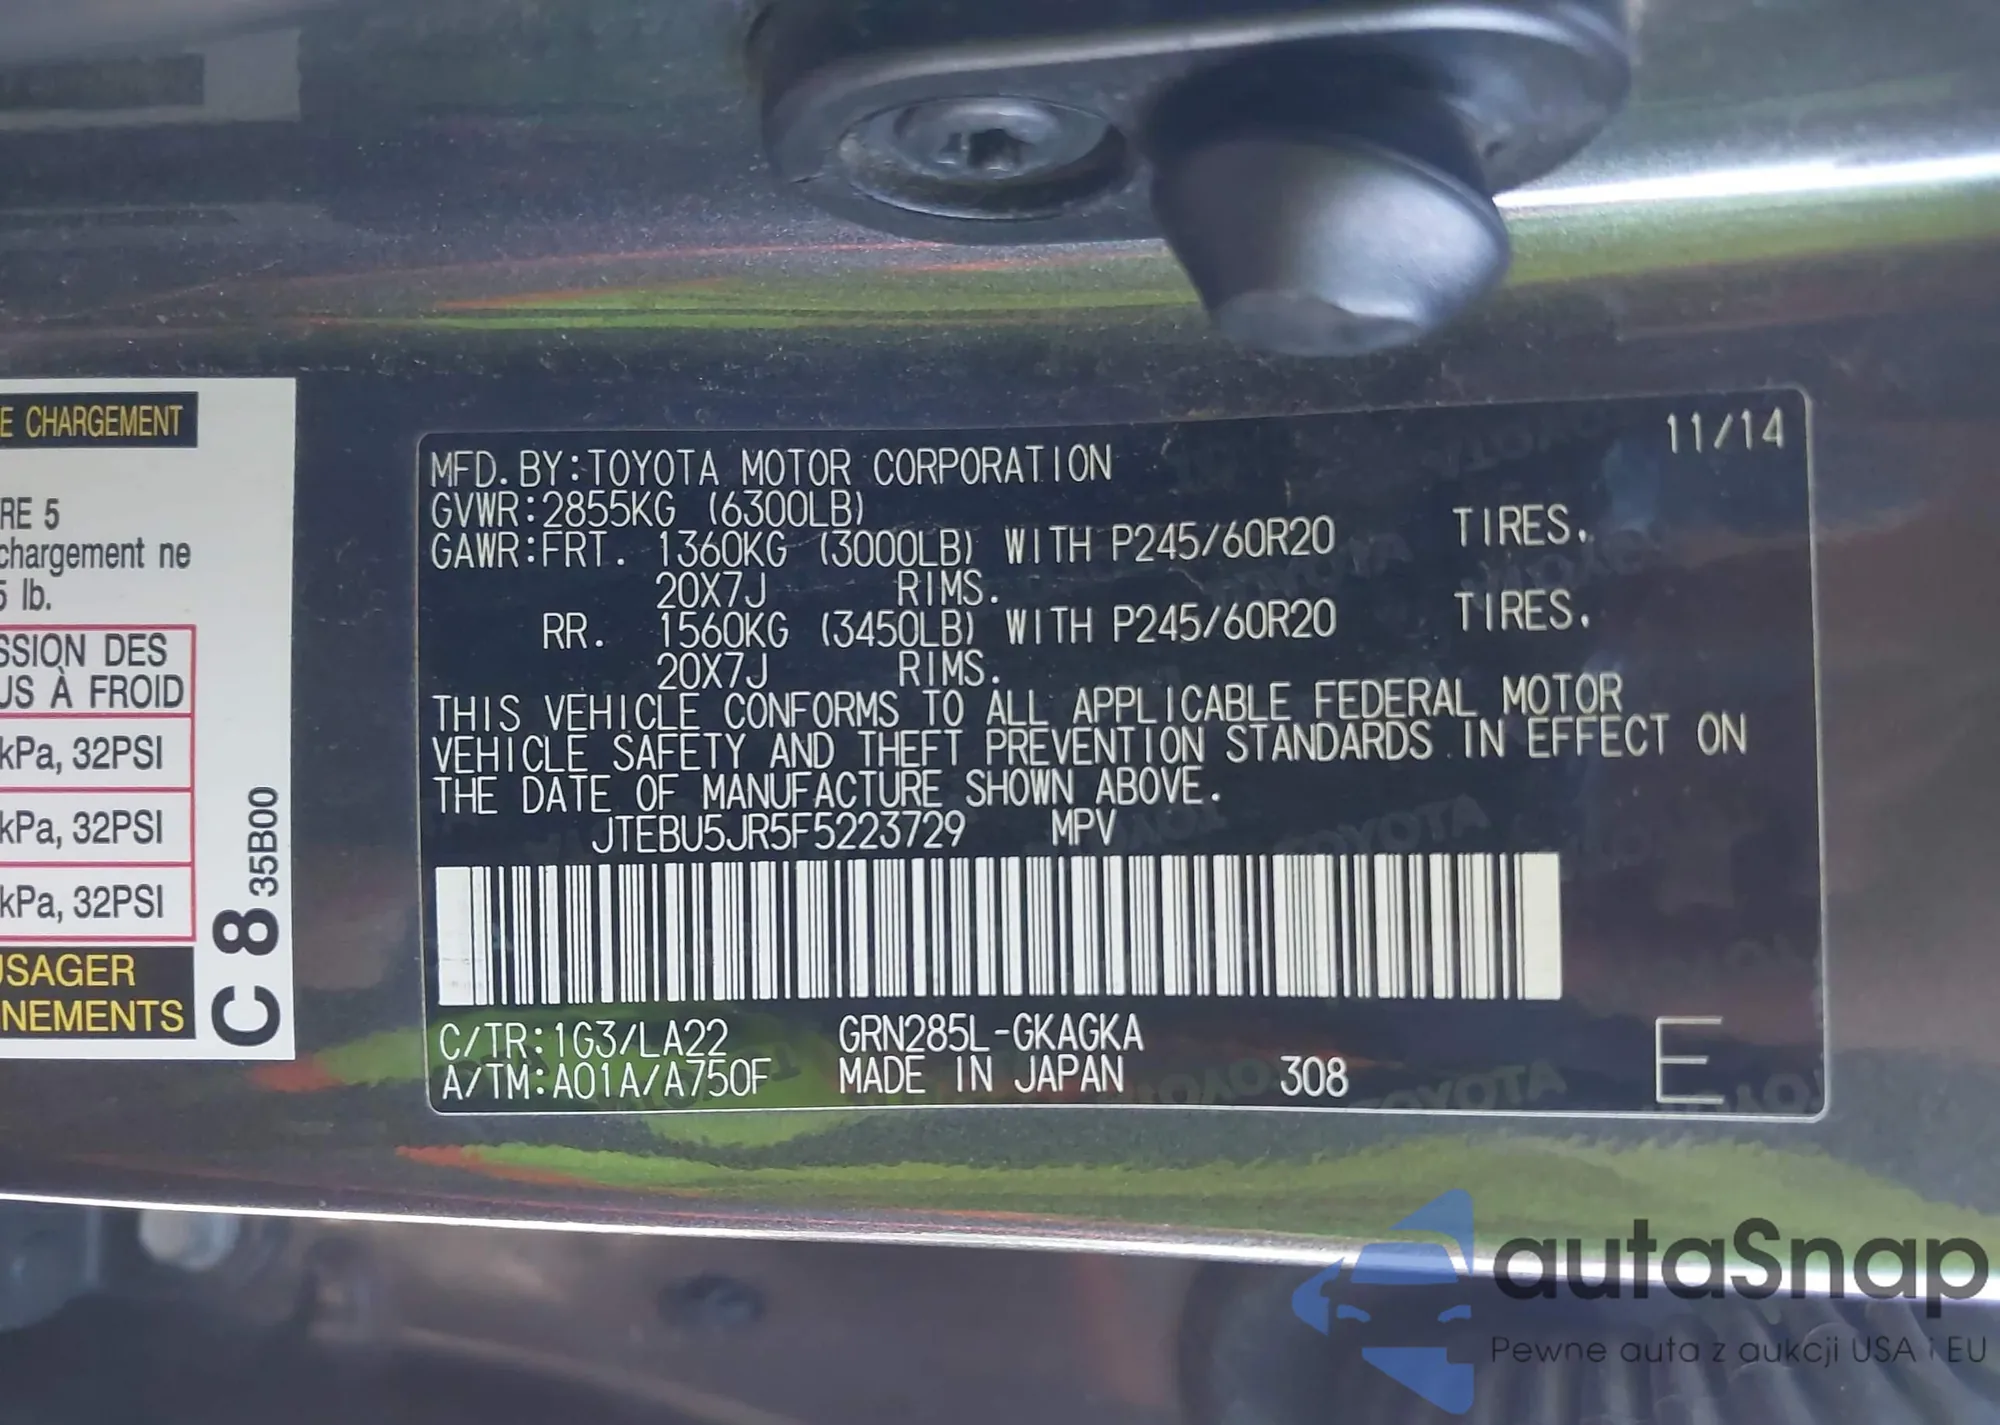 E CHARGEMENT
RE 5
chargement ne
5 lb.
SSION DES
US À FROID
kPa, 32PSI
kPa, 32PSI
kPa, 32PSI
USAGER
NEMENTS
C 8 35B00
11/14
MFD. BY:TOYOTA MOTOR CORPORATION
GVWR:2855KG (6300LB)
GAWR:FRT. 1360KG (3000LB) WITH P245/60R20 TIRES.
20X7J RIMS.
RR. 1560KG (3450LB) WITH P245/60R20 TIRES.
20X7J RIMS.
THIS VEHICLE CONFORMS TO ALL APPLICABLE FEDERAL MOTOR
VEHICLE SAFETY AND THEFT PREVENTION STANDARDS IN EFFECT ON
THE DATE OF MANUFACTURE SHOWN ABOVE.
JTEBU5JR5F5223729 MPV
C/TR:1G3/LA22 GRN285L-GKAGKA
A/TM:A01A/A750F MADE IN JAPAN 308 E
autaSnap
Pewne auta z aukcji USA i EU